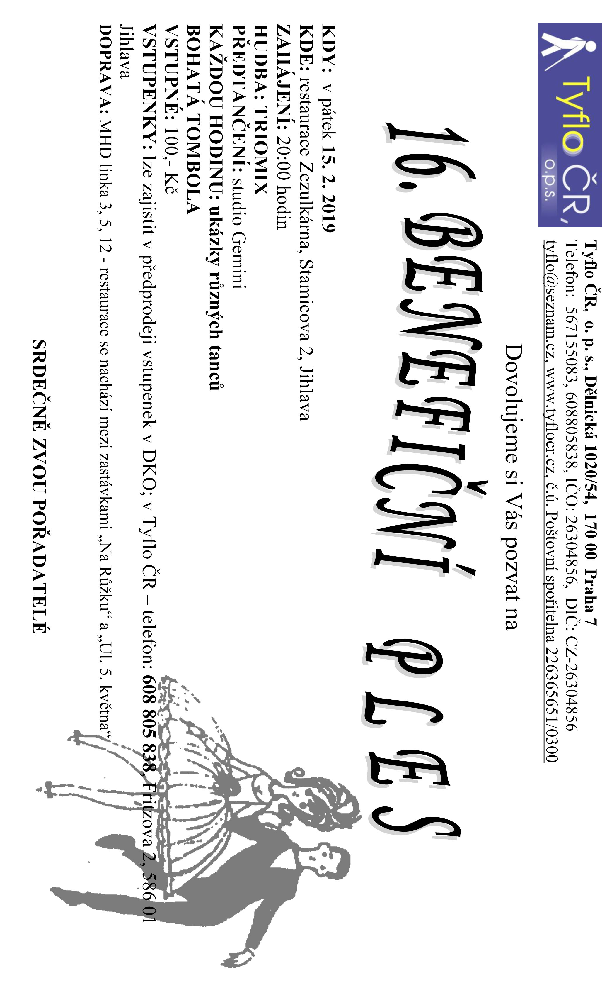 Tyflo ČR,
o.p.s.
Tyflo ČR,  o. p. s., Dělnická 1020/54,  170 00  Praha 7
Telefon:  567155083, 608805838, IČO: 26304856,  DIČ: CZ-26304856
tyflo@seznam.cz, www.tyflocr.cz, č.ú. Poštovní spořitelna 226365651/0300
Dovolujeme si Vás pozvat na
16. BENEFIČNÍ PLES
KDY:  v pátek 15. 2. 2019
KDE: restaurace Zezulkárna, Stamicova 2, Jihlava
ZAHÁJENÍ: 20:00 hodin
HUDBA: TRIOMIX
PŘEDTANČENÍ: studio Gemini
KAŽDOU HODINU: ukázky různých tanců
BOHATÁ TOMBOLA
VSTUPNÉ: 100,- Kč
VSTUPENKY: lze zajistit v předprodeji vstupenek v DKO; v Tyflo ČR – telefon: 608 805 838, Fritzova 2, 586 01
Jihlava
DOPRAVA: MHD linka 3, 5, 12 - restaurace se nachází mezi zastávkami „Na Růžku“ a „Ul. 5. května“
SRDEČNĚ ZVOU POŘADATELÉ